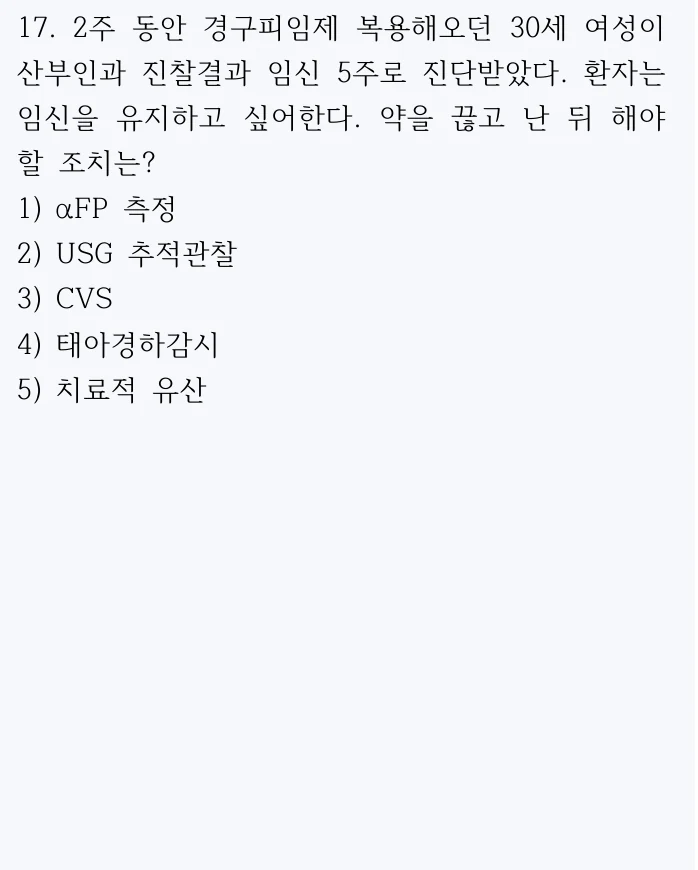 17. 2주 동안 경구피임제 복용해오던 30세 여성이
산부인과 진찰결과 임신 5주로 진단받았다. 환자는
임신을 유지하고 싶어한다. 약을 끊고 난 뒤 해야
할 조치는?
1) αFP 측정
2) USG 추적관찰
3) CVS
4) 태아경하감시
5) 치료적 유산